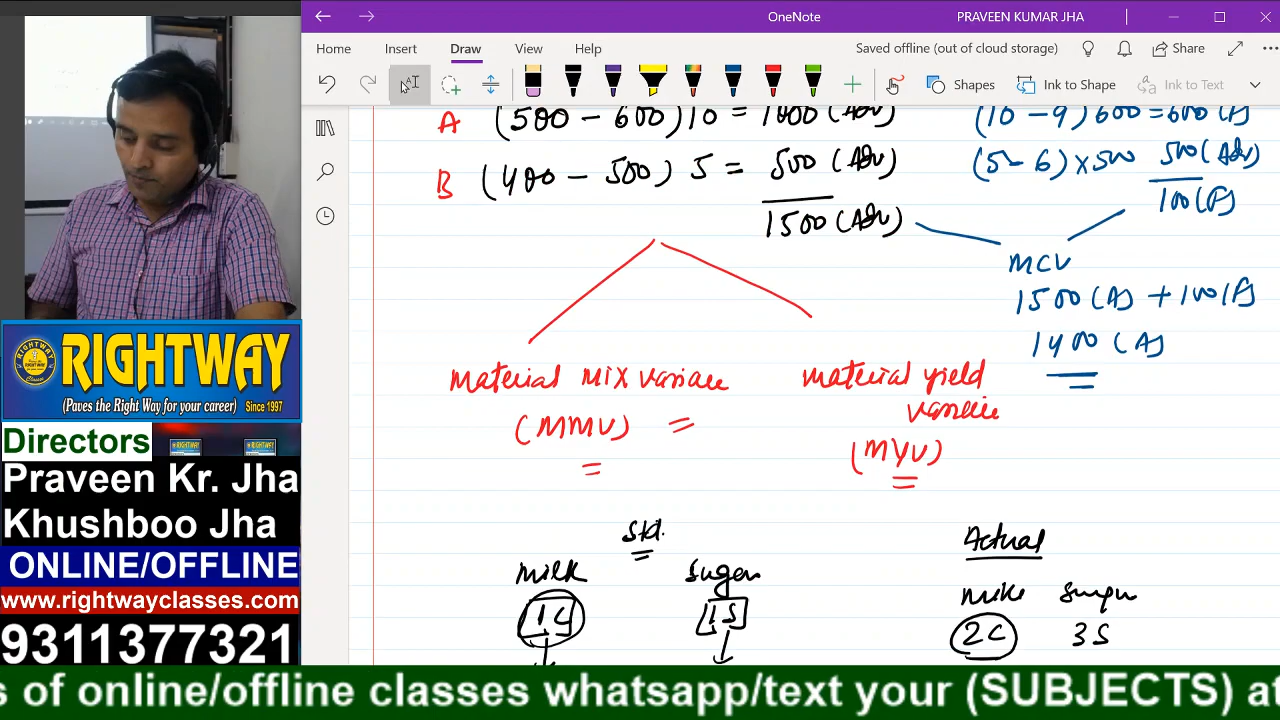 OneNote
PRAVEEN KUMAR JHA
Home Insert Draw View Help
Saved offline (out of cloud storage)
Share
Shapes
Ink to Shape
Ink to Text
A (500 - 600) 10 = 1000 (Adv)
(10 - 9) 600 = 600 (F)
B (400 - 500) 5 = 500 (Adv)
(5 - 6) x 500 500 (Adv)
1500 (Adv)
100 (F)
MCV
1500 (A) + 100 (F)
1400 (A)
Material Mix Variance
(MMV) =
=
Material yield
variance
(MYV)
Std.
Milk Sugar
1C 1S
Actual
Milk Sugar
2C 3S
RIGHTWAY
(Paves the Right Way for your career) Since 1997
Directors
Praveen Kr. Jha
Khushboo Jha
ONLINE/OFFLINE
www.rightwayclasses.com
9311377321
s of online/offline classes whatsapp/text your (SUBJECTS) at